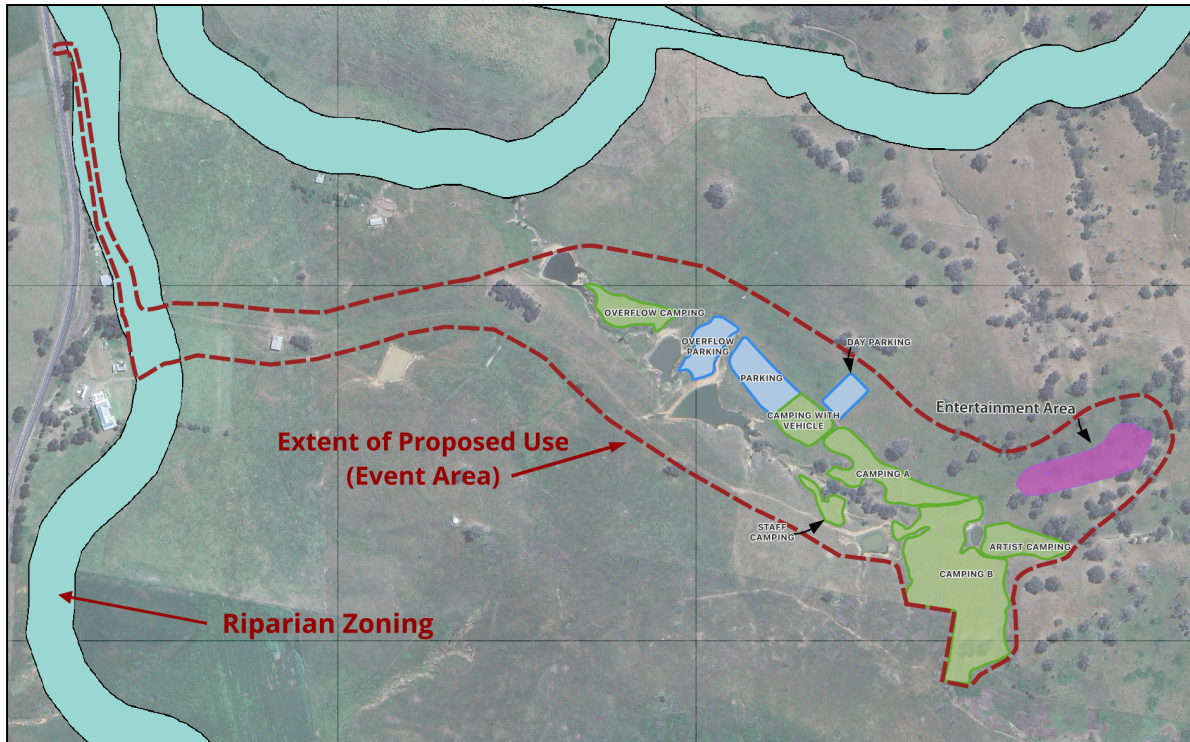 OVERFLOW CAMPING
OVERFLOW
PARKING
DAY PARKING
PARKING
Entertainment Area
CAMPING WITH
VEHICLE
Extent of Proposed Use
(Event Area)
CAMPING A
STAFF
CAMPING
ARTIST CAMPING
CAMPING B
Riparian Zoning